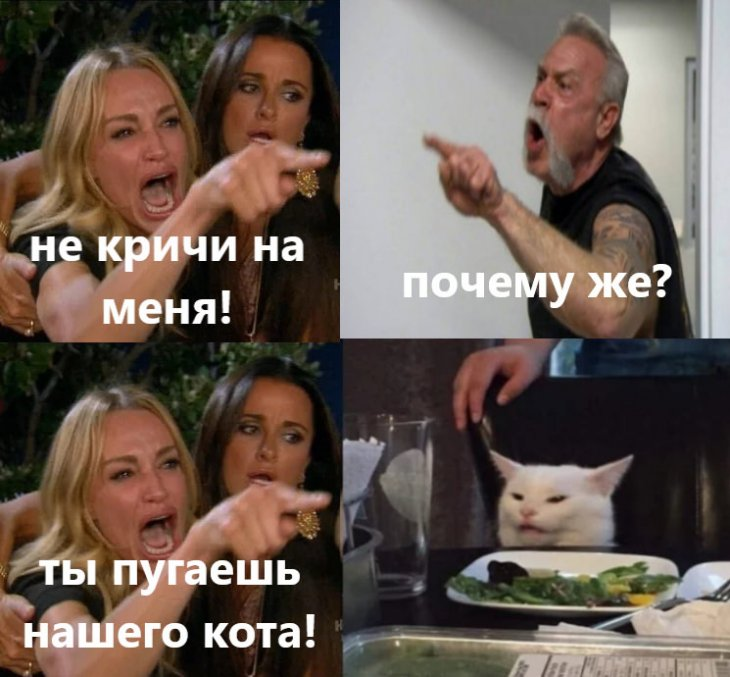 не кричи на
меня!
почему же?
ты пугаешь
нашего кота!